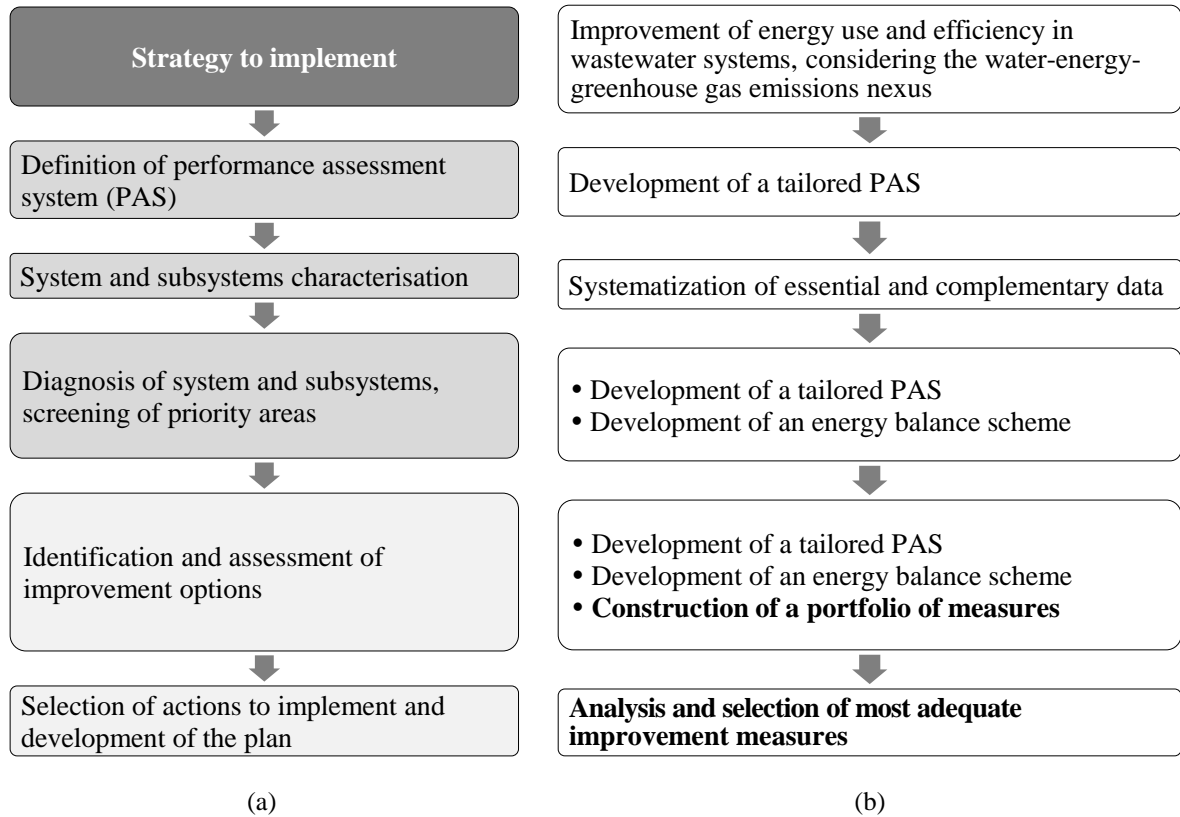 Strategy to implement
Definition of performance assessment
system (PAS)
System and subsystems characterisation
Diagnosis of system and subsystems,
screening of priority areas
Identification and assessment of
improvement options
Selection of actions to implement and
development of the plan
(a)
Improvement of energy use and efficiency in
wastewater systems, considering the water-energy-
greenhouse gas emissions nexus
Development of a tailored PAS
Systematization of essential and complementary data
• Development of a tailored PAS
• Development of an energy balance scheme
• Development of a tailored PAS
• Development of an energy balance scheme
• Construction of a portfolio of measures
Analysis and selection of most adequate
improvement measures
(b)